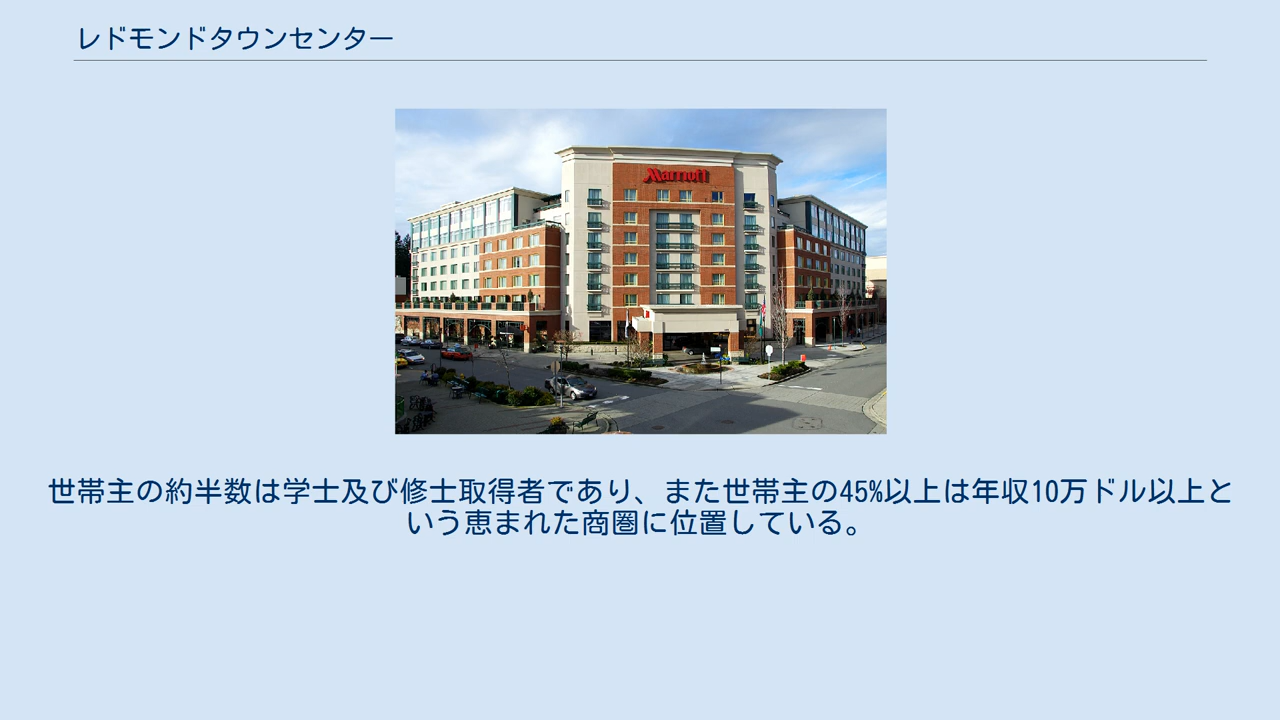 レドモンドタウンセンター
Marriott
世帯主の約半数は学士及び修士取得者であり、また世帯主の45%以上は年収10万ドル以上と
いう恵まれた商圏に位置している。